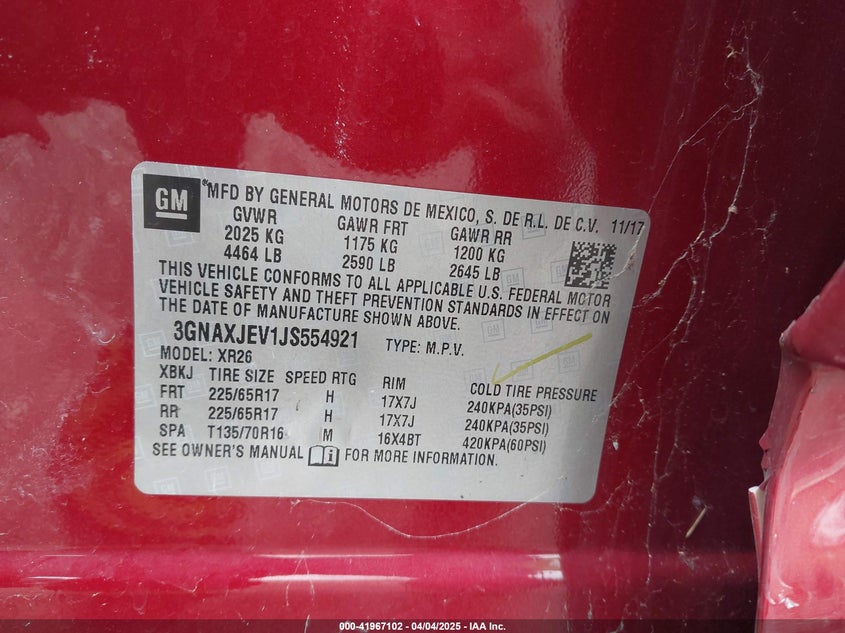 GM
MFD BY GENERAL MOTORS DE MEXICO, S. DE R.L. DE C.V. 11/17
GVWR GAWR FRT GAWR RR
2025 KG 1175 KG 1200 KG
4464 LB 2590 LB 2645 LB
THIS VEHICLE CONFORMS TO ALL APPLICABLE U.S. FEDERAL MOTOR
VEHICLE SAFETY AND THEFT PREVENTION STANDARDS IN EFFECT ON
THE DATE OF MANUFACTURE SHOWN ABOVE.
3GNAXJEV1JS554921 TYPE: M.P.V.
MODEL: XR26
XBKJ TIRE SIZE SPEED RTG RIM COLD TIRE PRESSURE
FRT 225/65R17 H 17X7J 240KPA(35PSI)
RR 225/65R17 H 17X7J 240KPA(35PSI)
SPA T135/70R16 M 16X4BT 420KPA(60PSI)
SEE OWNER'S MANUAL FOR MORE INFORMATION.
000-41967102 - 04/04/2025 - IAA Inc.